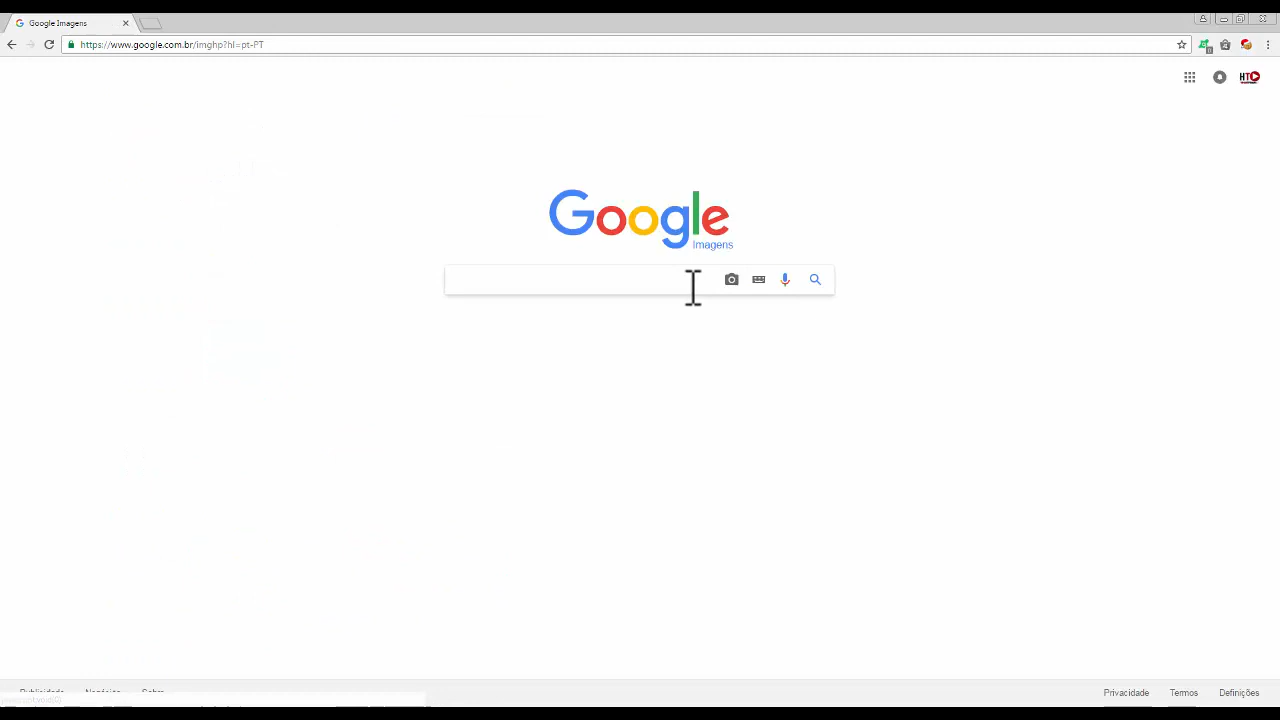 Google Imagens
https://www.google.com.br/imghp?hl=pt-PT
HTO
Google
Imagens
Publicidade Negócios Sobre
Privacidade Termos Definições